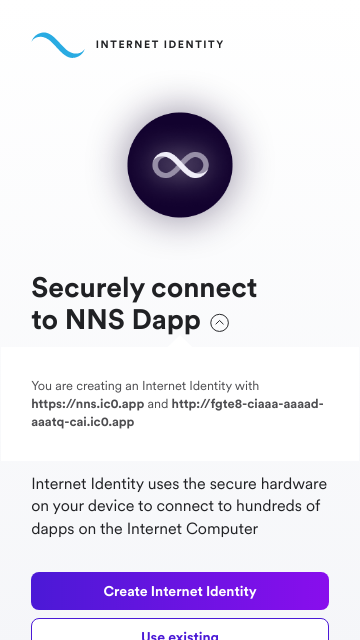 INTERNET IDENTITY
Securely connect
to NNS Dapp
You are creating an Internet Identity with
https://nns.ic0.app and http://fgte8-ciaaa-aaaad-
aaatq-cai.ic0.app
Internet Identity uses the secure hardware
on your device to connect to hundreds of
dapps on the Internet Computer
Create Internet Identity
Use existing